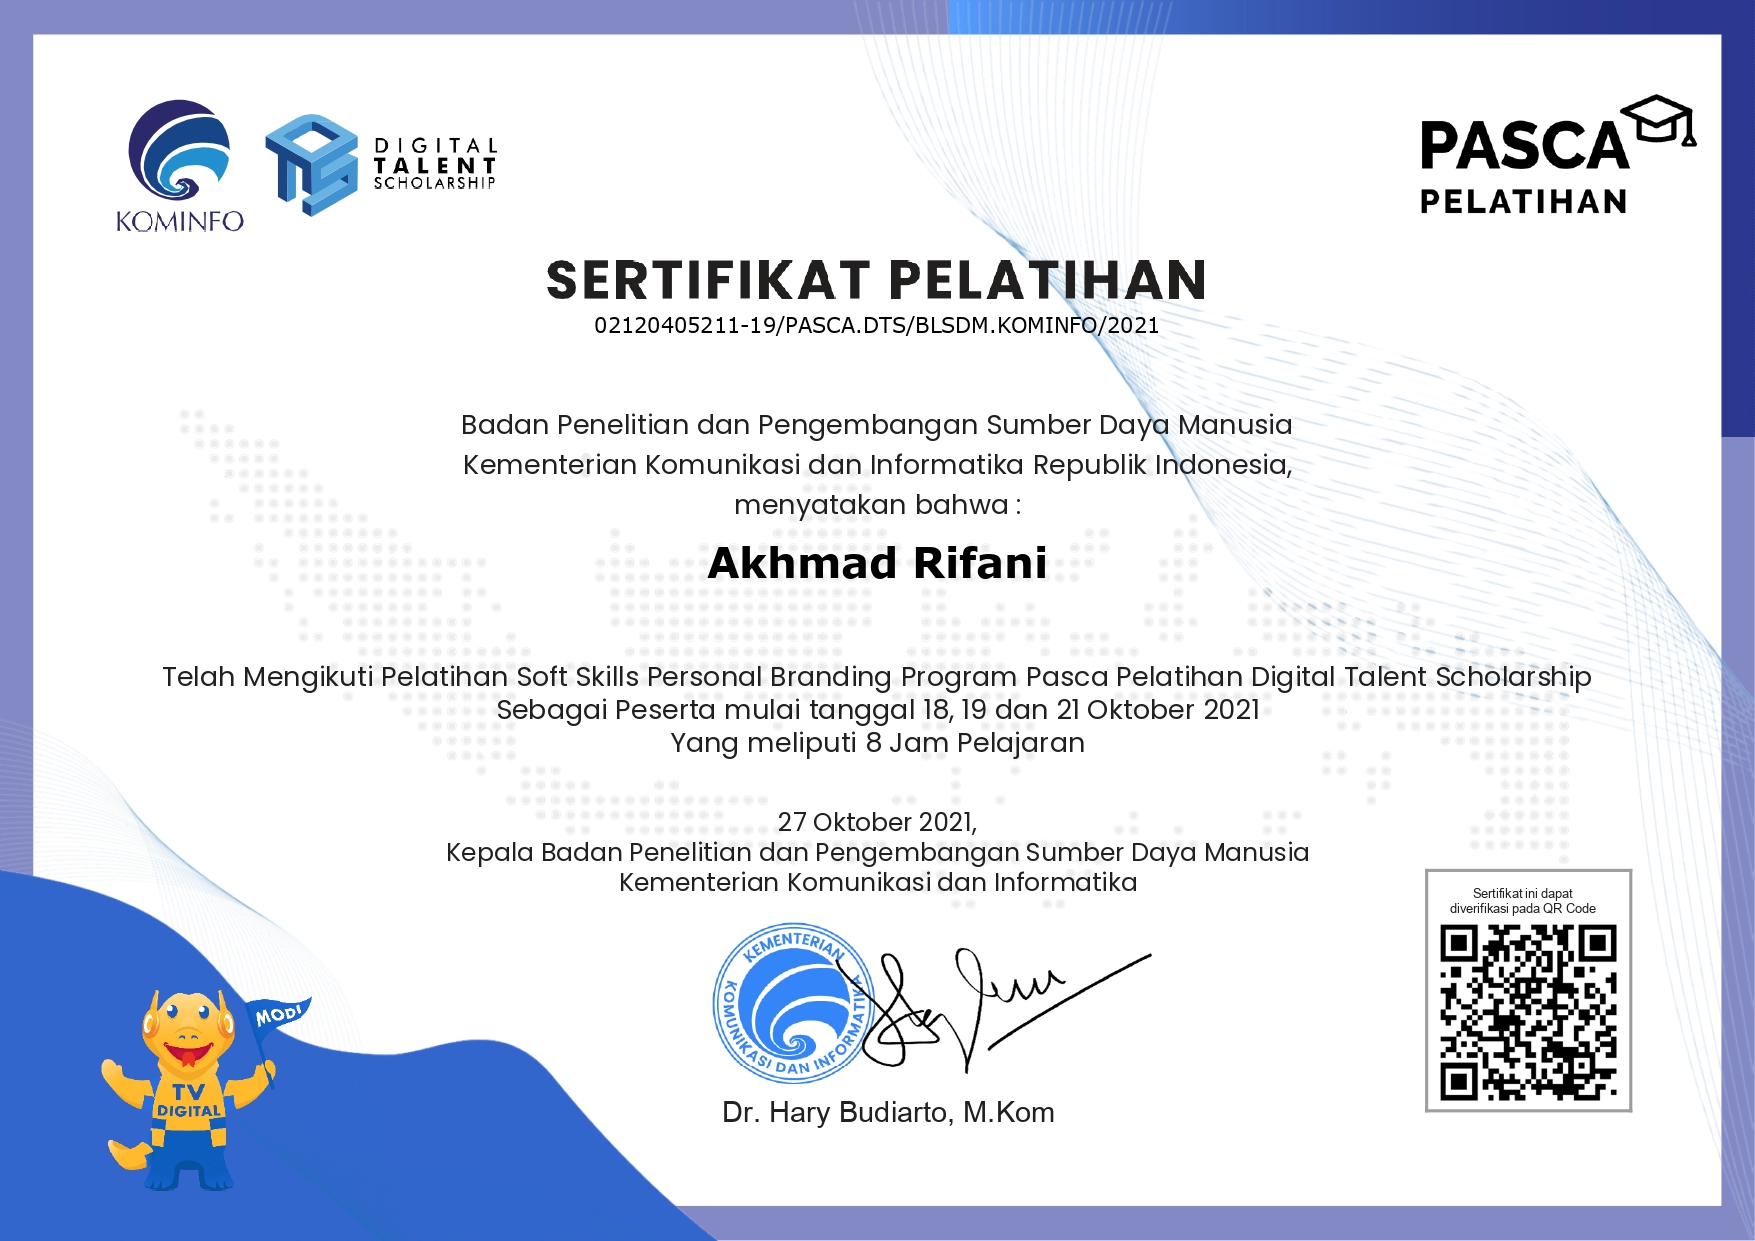 KOMINFO
DIGITAL
TALENT
SCHOLARSHIP
PASCA
PELATIHAN
SERTIFIKAT PELATIHAN
02120405211-19/PASCA.DTS/BLSDM.KOMINFO/2021
Badan Penelitian dan Pengembangan Sumber Daya Manusia
Kementerian Komunikasi dan Informatika Republik Indonesia,
menyatakan bahwa :
Akhmad Rifani
Telah Mengikuti Pelatihan Soft Skills Personal Branding Program Pasca Pelatihan Digital Talent Scholarship
Sebagai Peserta mulai tanggal 18, 19 dan 21 Oktober 2021
Yang meliputi 8 Jam Pelajaran
27 Oktober 2021,
Kepala Badan Penelitian dan Pengembangan Sumber Daya Manusia
Kementerian Komunikasi dan Informatika
KEMENTERIAN
KOMUNIKASI DAN INFORMATIKA
Dr. Hary Budiarto, M.Kom
Sertifikat ini dapat
diverifikasi pada QR Code
MODI
TV
DIGITAL